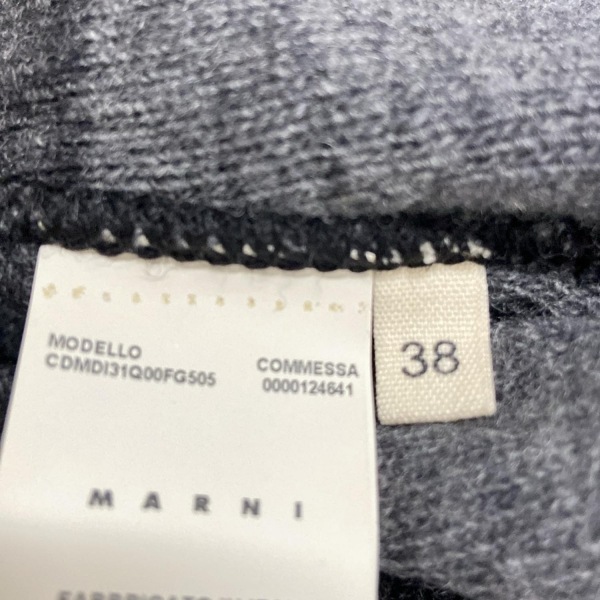 MODELLO
CDMDI31Q00FG505
COMMESSA
0000124641
38
MARNI